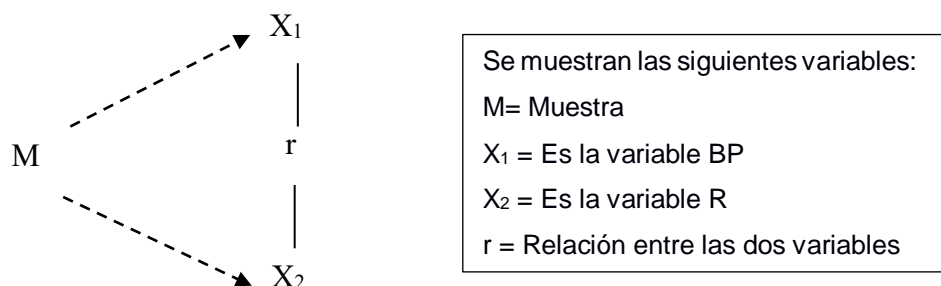 X₁
M
r
X₂
Se muestran las siguientes variables:
M= Muestra
X₁ = Es la variable BP
X₂ = Es la variable R
r = Relación entre las dos variables